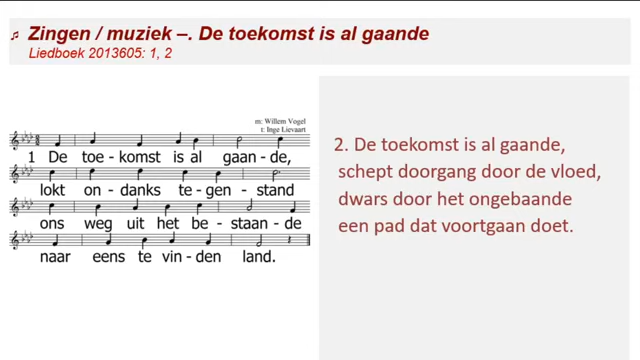 ♬ Zingen / muziek –. De toekomst is al gaande
Liedboek 2013605: 1, 2
m: Willem Vogel
t: Inge Lievaart
1 De toe - komst is al gaan - de,
lokt on - danks te - gen - stand
ons weg uit het be - staan - de
naar eens te vin - den land.
2. De toekomst is al gaande,
schept doorgang door de vloed,
dwars door het ongebaande
een pad dat voortgaan doet.